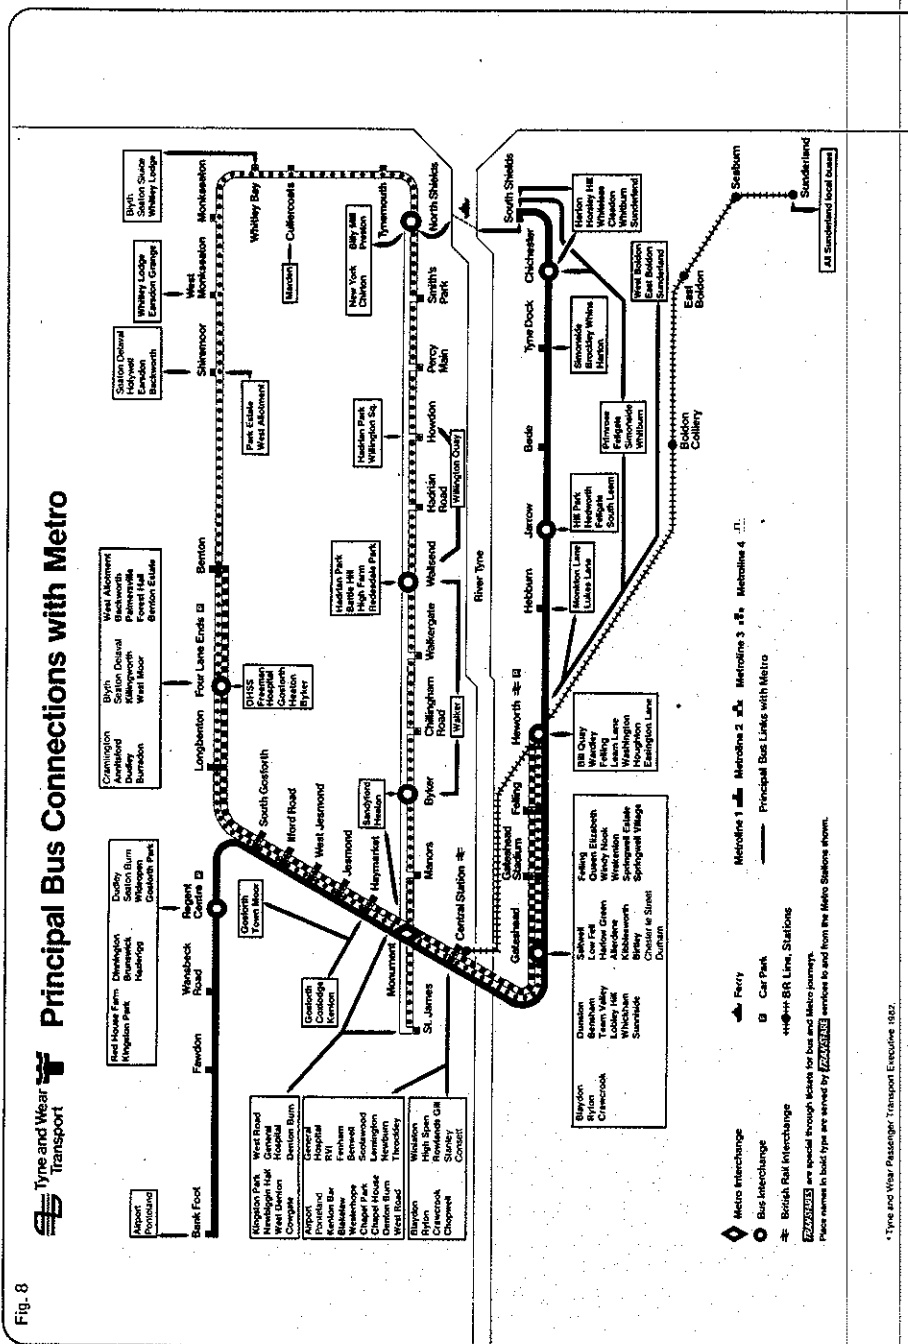 Fig. 8
Tyne and Wear
Transport
Principal Bus Connections with Metro
Airport
Ponteland
Bank Foot
Fawdon
Wansbeck
Road
Regent
Centre
Red House Farm
Kingston Park
Dinnington
Brunswick
Hazlerigg
Dudley
Seaton Burn
Wideopen
Gosforth Park
Longbenton
Four Lane Ends
Benton
Cramlington
Annitsford
Dudley
Burradon
Blyth
Seaton Delaval
Killingworth
West Moor
West Allotment
Backworth
Palmersville
Forest Hall
Benton Estate
DHSS
Freeman
Hospital
Gosforth
Heaton
Byker
Shiremoor
Seaton Delaval
Holywell
Earsdon
Backworth
Park Estate
West Allotment
West
Monkseaton
Whitley Lodge
Earsdon Grange
Monkseaton
Blyth
Seaton Sluice
Whitley Lodge
Whitley Bay
Cullercoats
Marden
Tynemouth
New York
Chirton
Billy Mill
Preston
North Shields
Smith's
Park
Percy
Main
Howdon
Hadrian Park
Willington Sq.
Willington Quay
Hadrian
Road
Wallsend
Hadrian Park
Battle Hill
High Farm
Redesdale Park
Walkergate
Chillingham
Road
Walker
Byker
Sandyford
Heaton
Manors
Monument
St. James
South Gosforth
Ilford Road
West Jesmond
Jesmond
Haymarket
Gosforth
Town Moor
Gosforth
Coxlodge
Kenton
Central Station
Kingston Park
Newbiggin Hall
West Denton
Cowgate
West Road
General
Hospital
Denton Burn
Airport
Ponteland
Kenton Bar
Blakelaw
Westerhope
Chapel Park
Chapel House
Denton Burn
West Road
General
Hospital
RVI
Fenham
Benwell
Scotswood
Lemington
Newburn
Throckley
Blaydon
Ryton
Crawcrook
Chopwell
Winlaton
High Spen
Rowlands Gill
Stanley
Consett
River Tyne
Gateshead
Gateshead
Stadium
Felling
Heworth
Hebburn
Jarrow
Bede
Tyne Dock
Chichester
South Shields
Blaydon
Ryton
Crawcrook
Dunston
Bensham
Team Valley
Lobley Hill
Whickham
Sunniside
Saltwell
Low Fell
Harlow Green
Allerdene
Kibblesworth
Birtley
Chester le Street
Durham
Felling
Queen Elizabeth
Windy Nook
Wrekenton
Springwell Estate
Springwell Village
Bill Quay
Wardley
Felling
Leam Lane
Washington
Houghton
Easington Lane
Monkton Lane
Lukes Lane
Hill Park
Hedworth
Fellgate
South Leem
Primrose
Fellgate
Simonside
Whitburn
Simonside
Brockley Whins
Harton
Harton
Horsley Hill
Whiteleas
Cleadon
Whitburn
Sunderland
West Boldon
East Boldon
Sunderland
Boldon
Colliery
East
Boldon
Seaburn
Sunderland
All Sunderland local buses
Metro Interchange
Bus Interchange
British Rail Interchange
Ferry
Car Park
BR Line, Stations
Metroline 1
Metroline 2
Metroline 3
Metroline 4
Principal Bus Links with Metro
TRANSFARES are special through tickets for bus and Metro journeys.
Place names in bold type are served by TRANSFARE services to and from the Metro Stations shown.
*Tyne and Wear Passenger Transport Executive 1982.